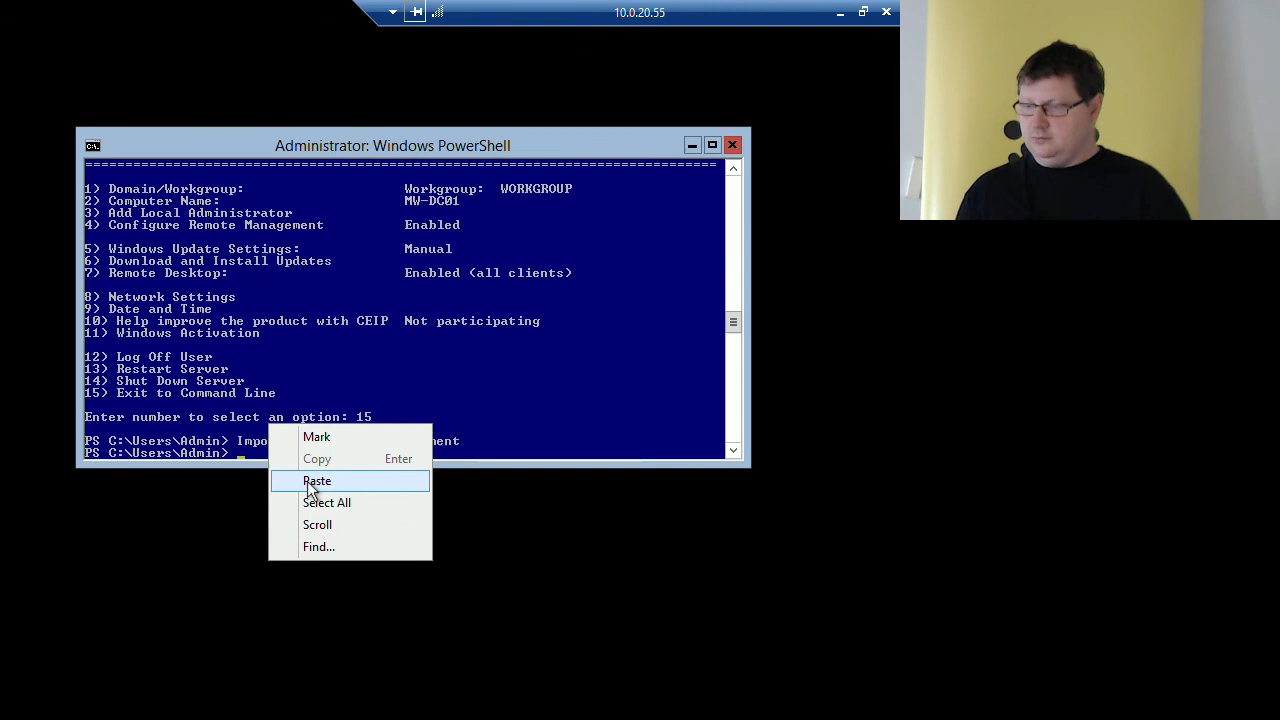 10.0.20.55
Administrator: Windows PowerShell
===============================================================================
1) Domain/Workgroup: Workgroup: WORKGROUP
2) Computer Name: MW-DC01
3) Add Local Administrator
4) Configure Remote Management Enabled
5) Windows Update Settings: Manual
6) Download and Install Updates
7) Remote Desktop: Enabled (all clients)
8) Network Settings
9) Date and Time
10) Help improve the product with CEIP Not participating
11) Windows Activation
12) Log Off User
13) Restart Server
14) Shut Down Server
15) Exit to Command Line
Enter number to select an option: 15
PS C:\Users\Admin> Impo ment
PS C:\Users\Admin> _
Mark
Copy Enter
Paste
Select All
Scroll
Find...